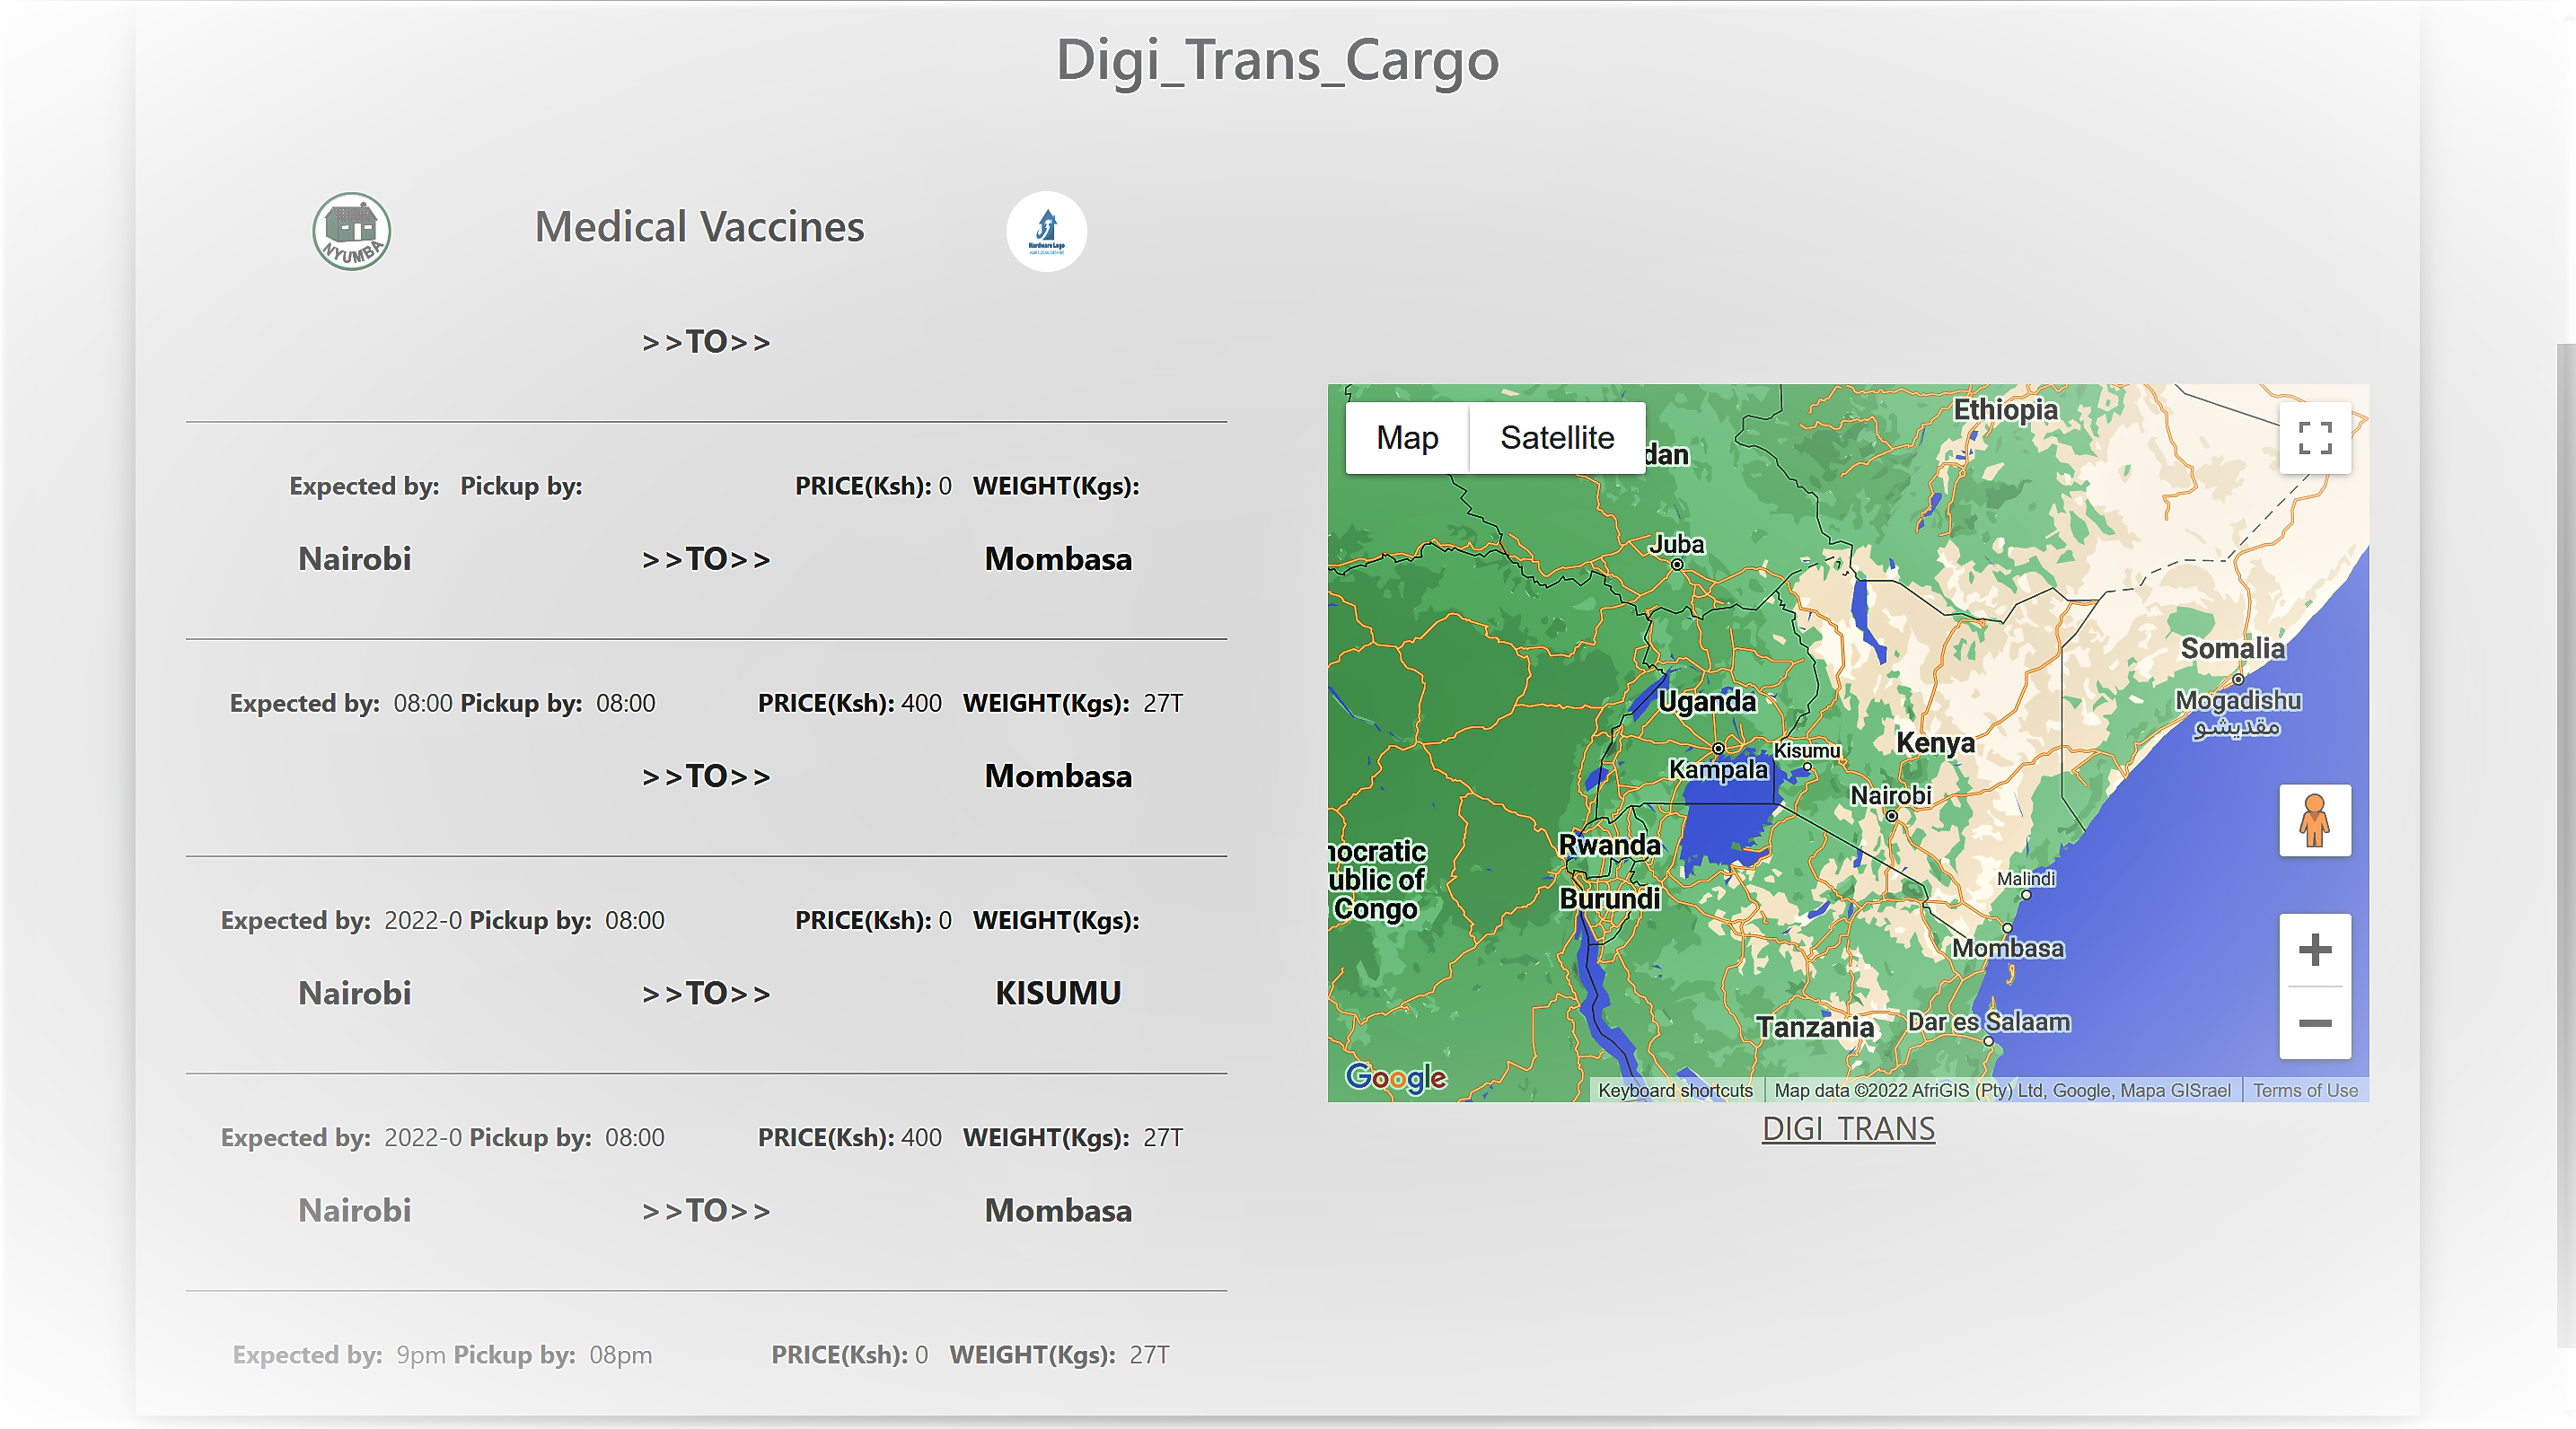 Digi_Trans_Cargo
NYUMBA
Medical Vaccines
Hardware Logo
>>TO>>
Expected by: Pickup by: PRICE(Ksh): 0 WEIGHT(Kgs):
Nairobi >>TO>> Mombasa
Expected by: 08:00 Pickup by: 08:00 PRICE(Ksh): 400 WEIGHT(Kgs): 27T
>>TO>> Mombasa
Expected by: 2022-0 Pickup by: 08:00 PRICE(Ksh): 0 WEIGHT(Kgs):
Nairobi >>TO>> KISUMU
Expected by: 2022-0 Pickup by: 08:00 PRICE(Ksh): 400 WEIGHT(Kgs): 27T
Nairobi >>TO>> Mombasa
Expected by: 9pm Pickup by: 08pm PRICE(Ksh): 0 WEIGHT(Kgs): 27T
Map Satellite
Ethiopia
dan
Juba
Somalia
Mogadishu
مقديشو
Uganda
Kenya
Kisumu
Kampala
Nairobi
Rwanda
nocratic
ublic of
Congo
Burundi
Malindi
Mombasa
Tanzania
Dar es Salaam
Google
Keyboard shortcuts Map data ©2022 AfriGIS (Pty) Ltd, Google, Mapa GISrael Terms of Use
DIGI_TRANS